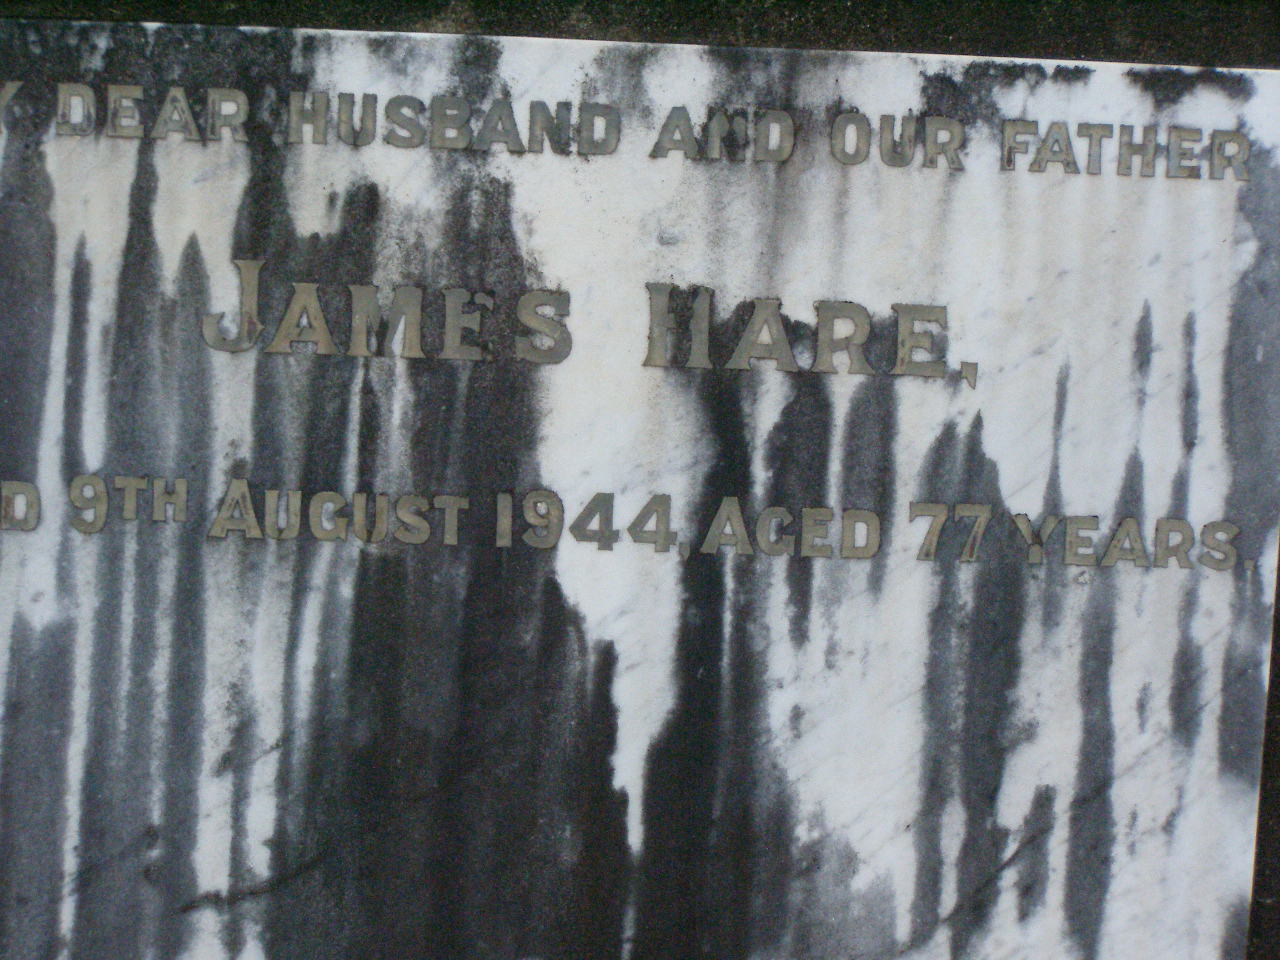 DEAR HUSBAND AND OUR FATHER
JAMES HARE,
9TH AUGUST 1944, AGED 77 YEARS.